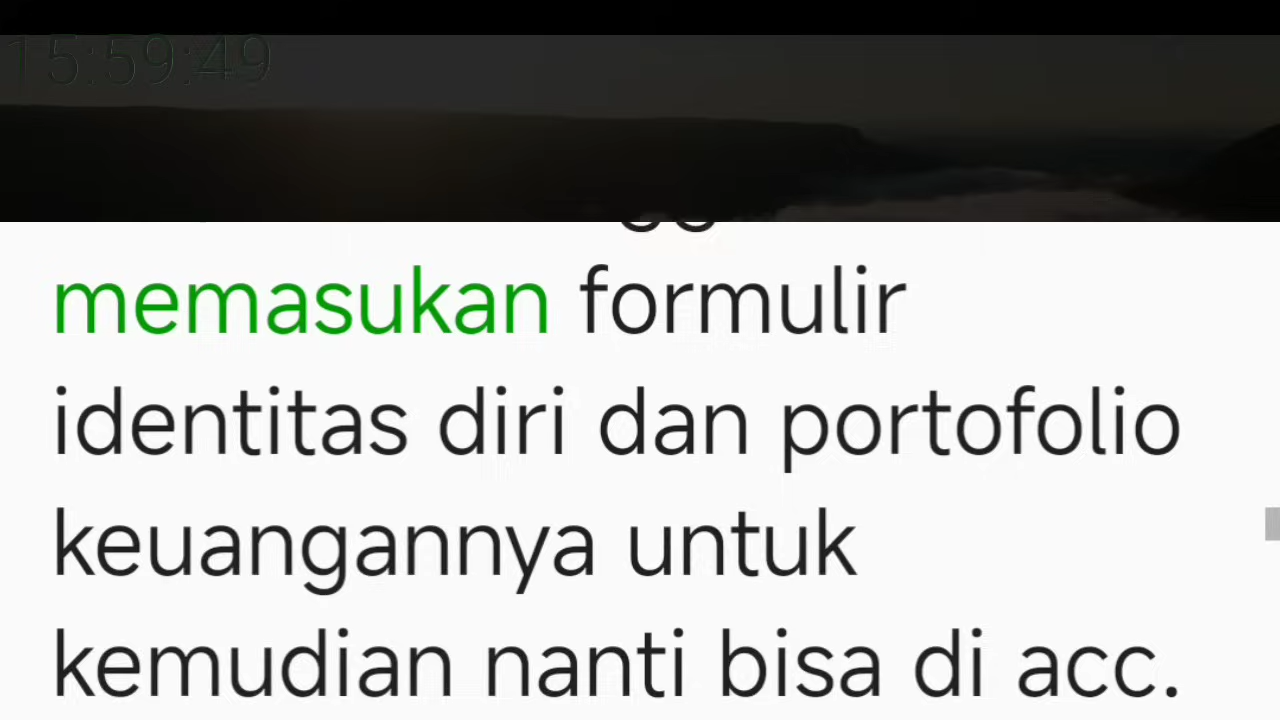 15:59:49
memasukan formulir
identitas diri dan portofolio
keuangannya untuk
kemudian nanti bisa di acc.